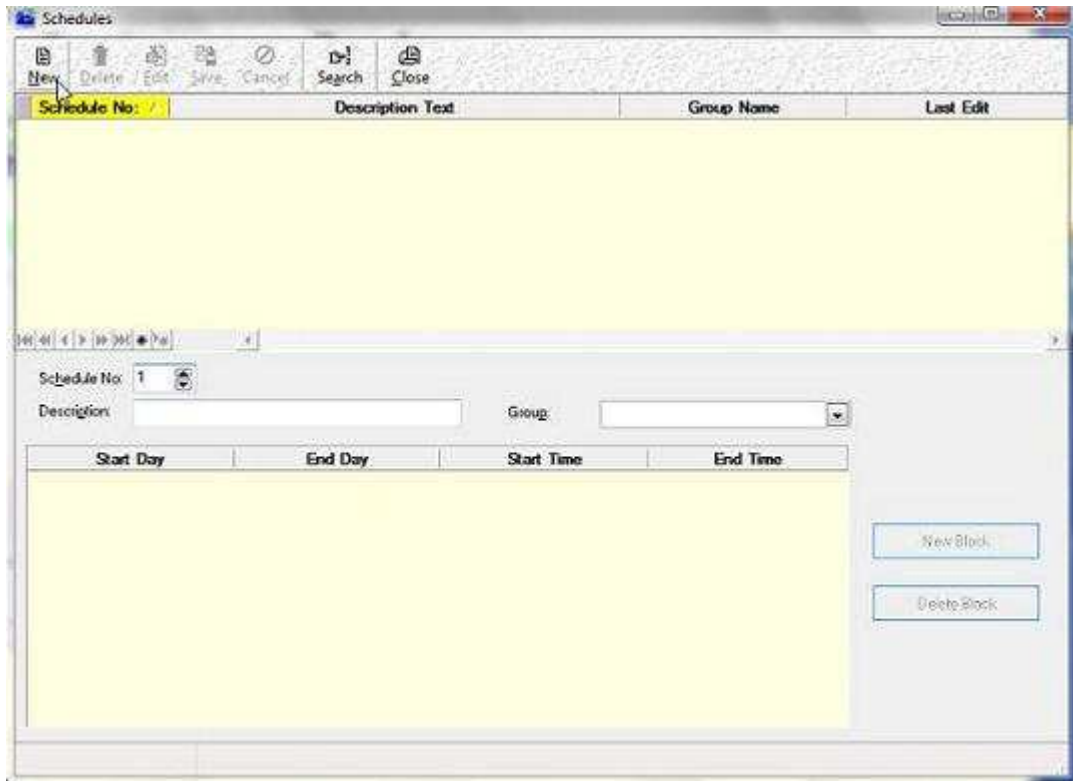 Schedules
New Delete Edit Save Cancel Search Close
Schedule No: Description Text Group Name Last Edit
Schedule No: 1
Description: Group:
Start Day End Day Start Time End Time
New Block
Delete Block